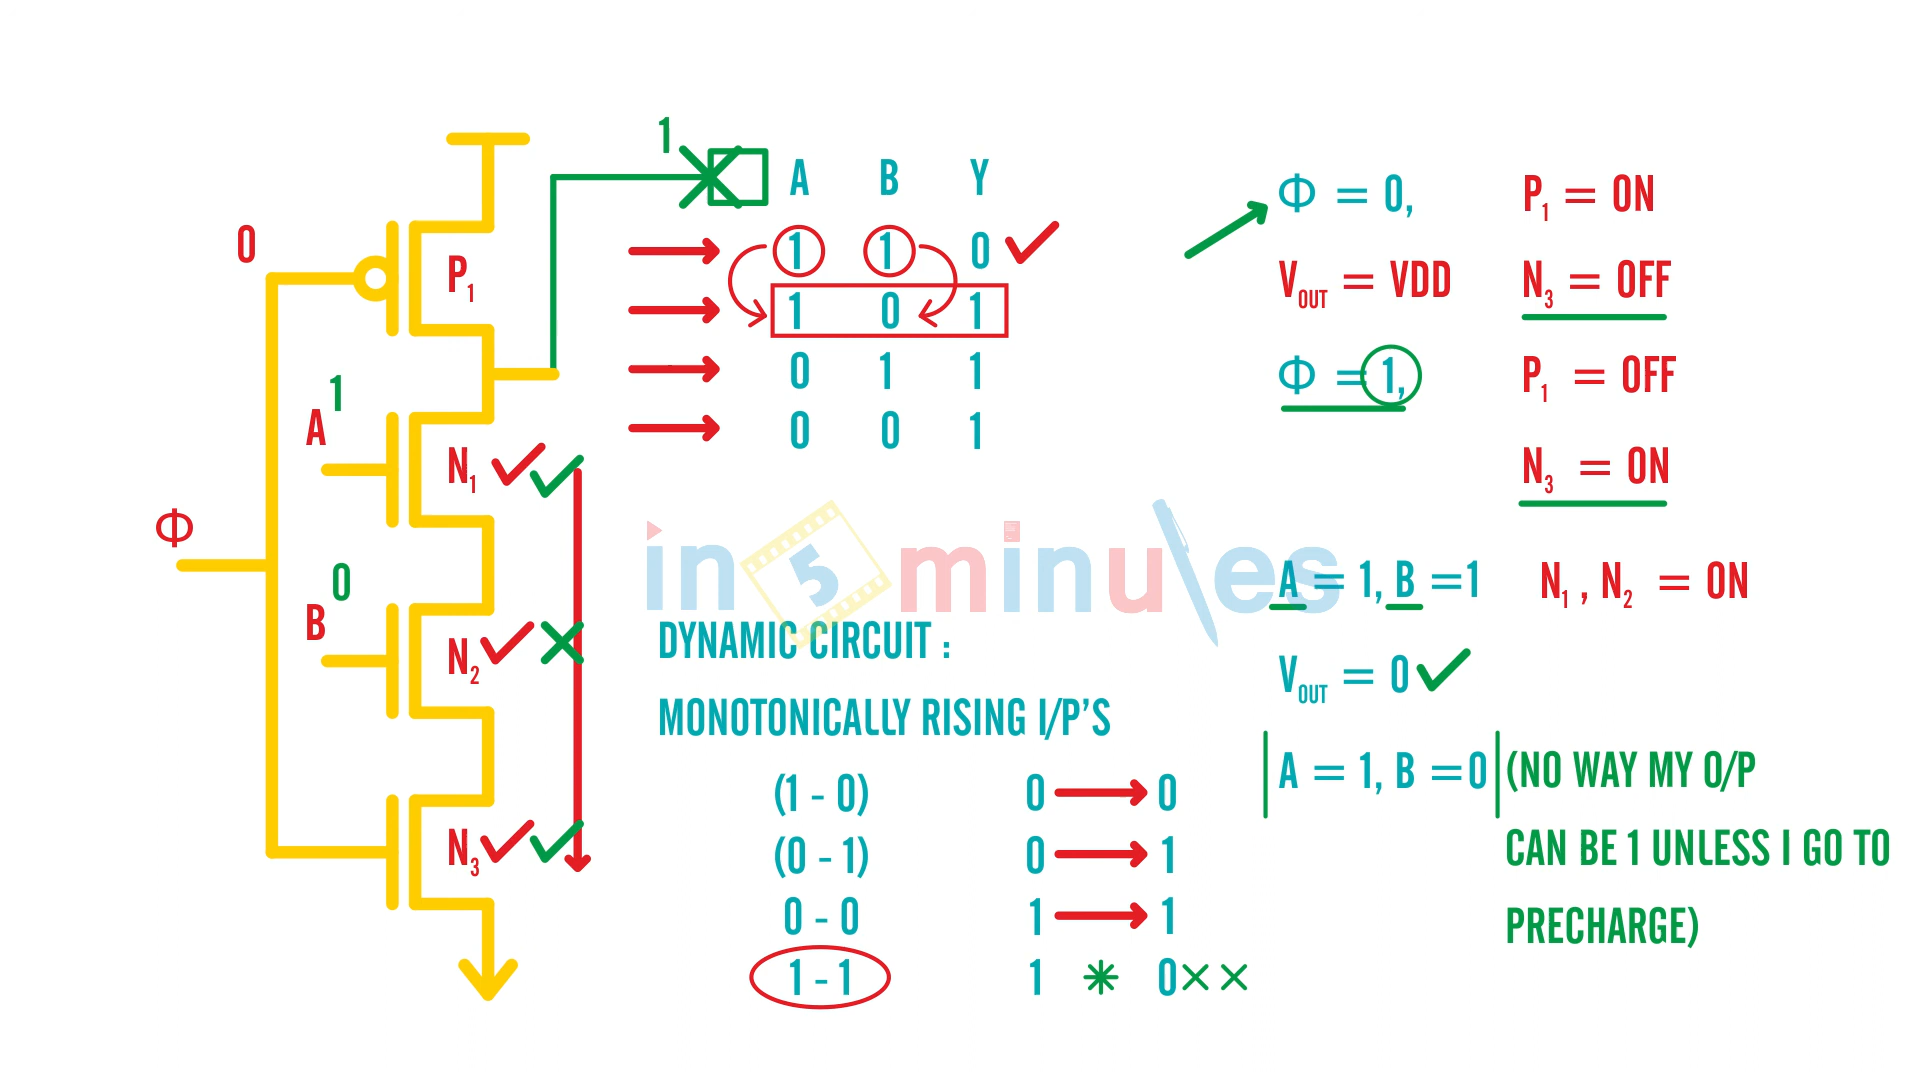 0
P1
A 1
N1
Φ
B 0
N2
N3
1
A B Y
1 1 0
1 0 1
0 1 1
0 0 1
in 5 minutes
DYNAMIC CIRCUIT :
MONOTONICALLY RISING I/P'S
(1 - 0) 0 → 0
(0 - 1) 0 → 1
0 - 0 1 → 1
1 - 1 1 * 0 × ×
Φ = 0, P1 = ON
VOUT = VDD N3 = OFF
Φ = 1, P1 = OFF
N3 = ON
A = 1, B = 1 N1 , N2 = ON
VOUT = 0
A = 1, B = 0 (NO WAY MY O/P
CAN BE 1 UNLESS I GO TO
PRECHARGE)